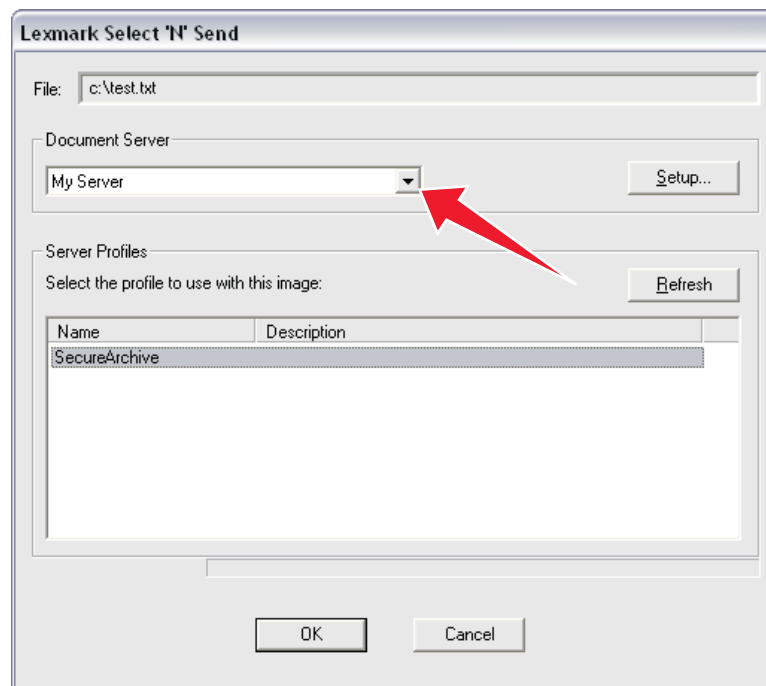 Lexmark Select 'N' Send
File: c:\test.txt
Document Server
My Server
Setup...
Server Profiles
Select the profile to use with this image:
Refresh
Name Description
SecureArchive
OK Cancel